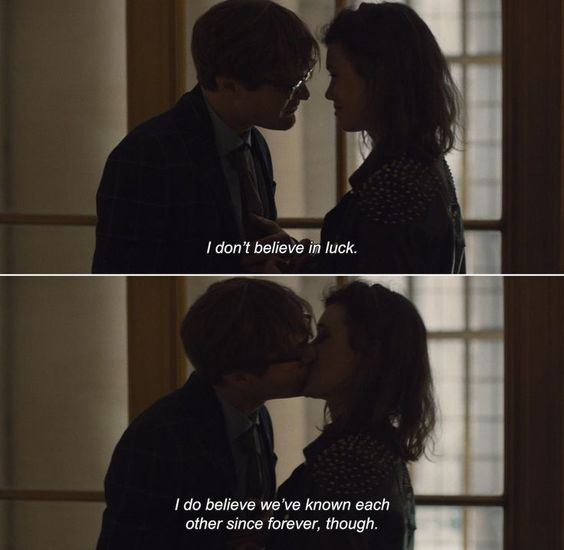 I don't believe in luck.
I do believe we've known each
other since forever, though.